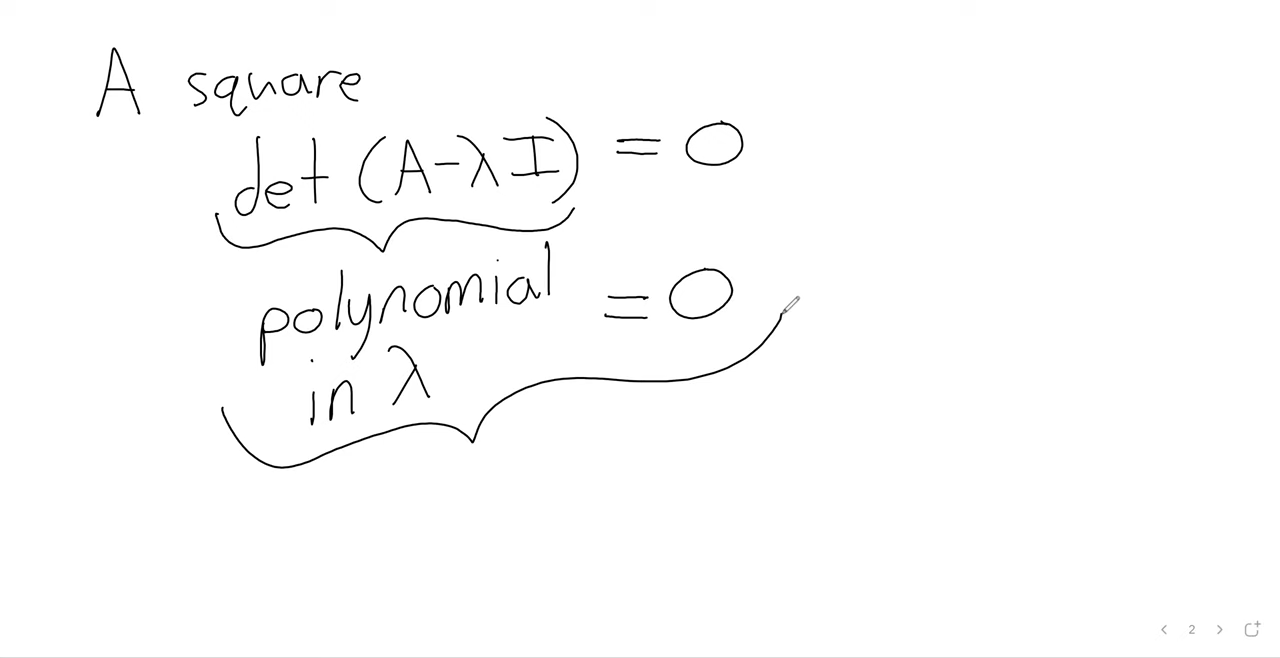 A square
det (A-λI) = 0
polynomial = 0
in λ
2